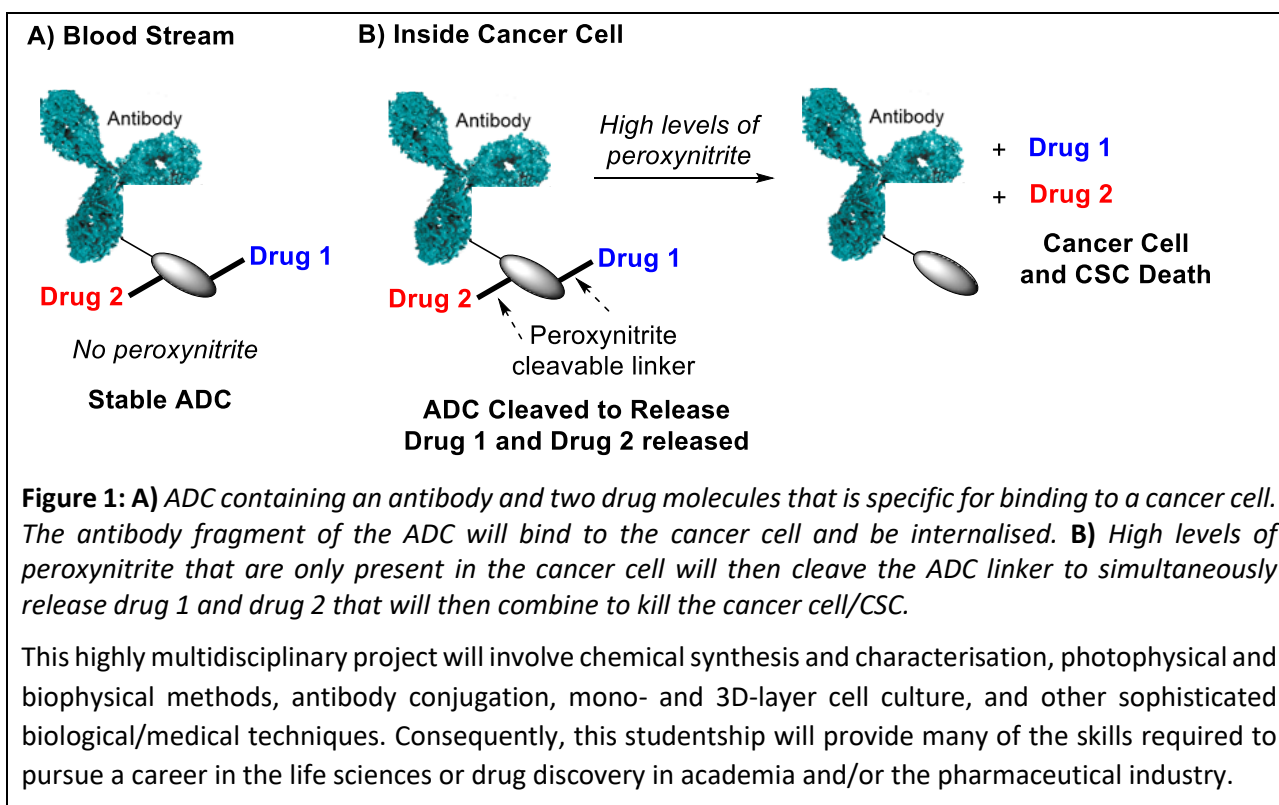 A) Blood Stream
B) Inside Cancer Cell
Antibody
Drug 1
Drug 2
No peroxynitrite
Stable ADC
Antibody
Drug 1
Drug 2
Peroxynitrite
cleavable linker
ADC Cleaved to Release
Drug 1 and Drug 2 released
High levels of
peroxynitrite
Antibody
+ Drug 1
+ Drug 2
Cancer Cell
and CSC Death
Figure 1: A) ADC containing an antibody and two drug molecules that is specific for binding to a cancer cell.
The antibody fragment of the ADC will bind to the cancer cell and be internalised. B) High levels of
peroxynitrite that are only present in the cancer cell will then cleave the ADC linker to simultaneously
release drug 1 and drug 2 that will then combine to kill the cancer cell/CSC.
This highly multidisciplinary project will involve chemical synthesis and characterisation, photophysical and
biophysical methods, antibody conjugation, mono- and 3D-layer cell culture, and other sophisticated
biological/medical techniques. Consequently, this studentship will provide many of the skills required to
pursue a career in the life sciences or drug discovery in academia and/or the pharmaceutical industry.